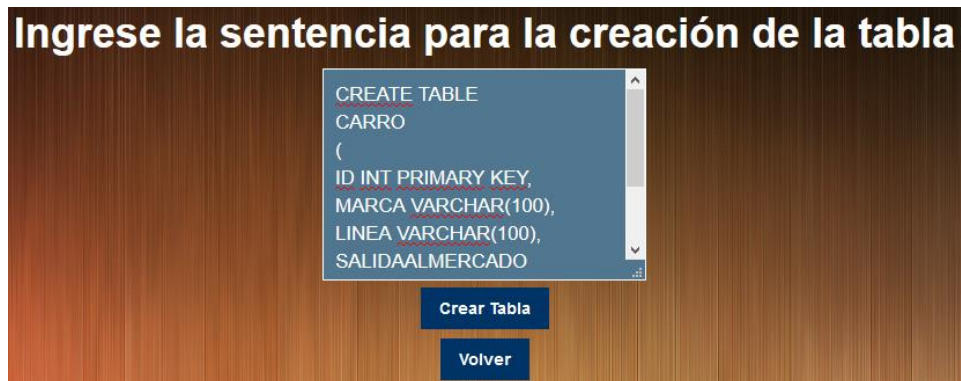 Ingrese la sentencia para la creación de la tabla
CREATE TABLE
CARRO
(
ID INT PRIMARY KEY,
MARCA VARCHAR(100),
LINEA VARCHAR(100),
SALIDAALMERCADO
Crear Tabla
Volver